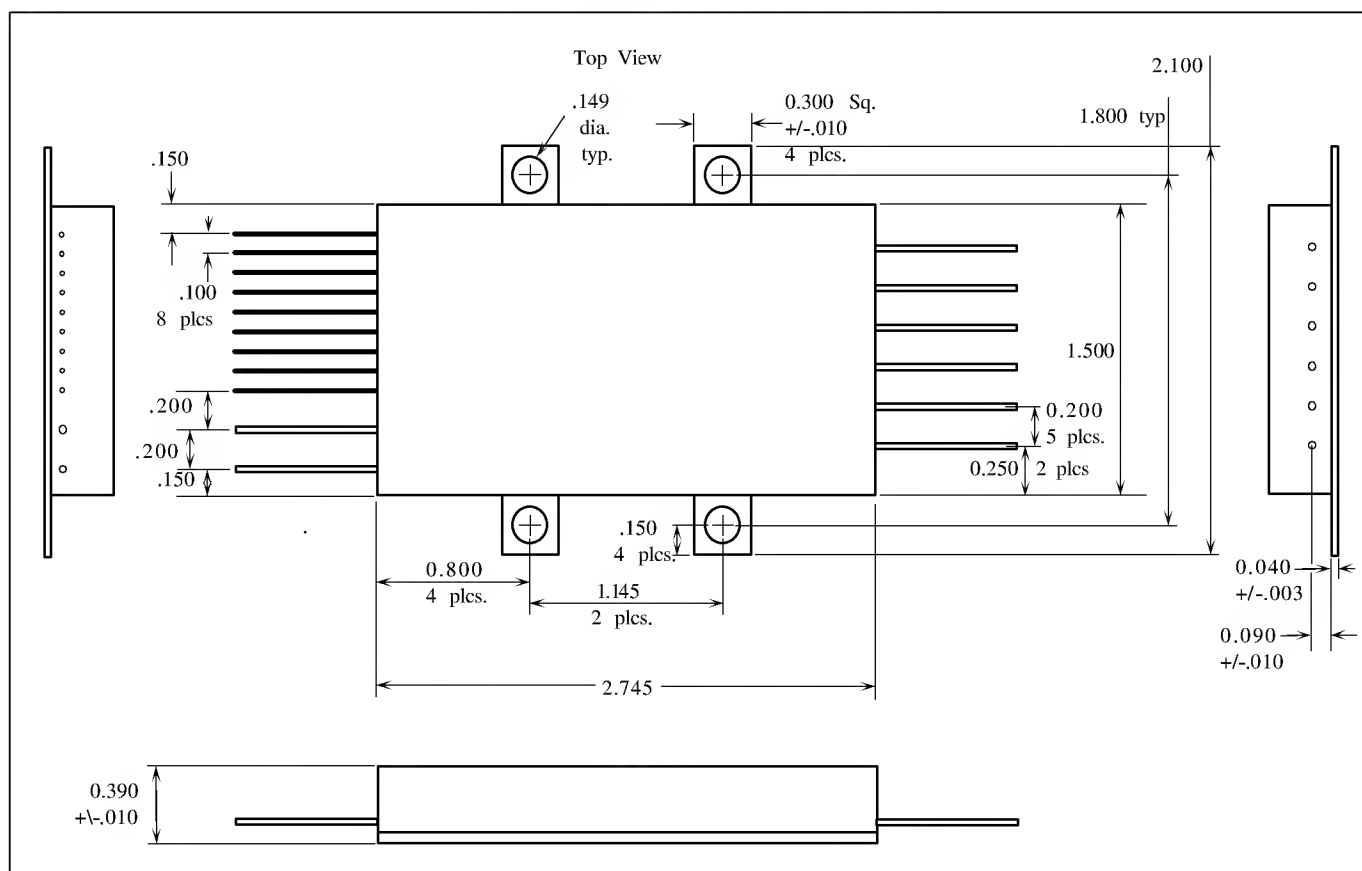 Top View
2.100
.149
dia.
typ.
0.300 Sq.
+/-.010
4 plcs.
1.800 typ
.150
.100
8 plcs
1.500
.200
0.200
5 plcs.
.200
.150
0.250
2 plcs
.150
4 plcs.
0.800
4 plcs.
1.145
2 plcs.
0.040
+/-.003
0.090
+/-.010
2.745
0.390
+\-.010